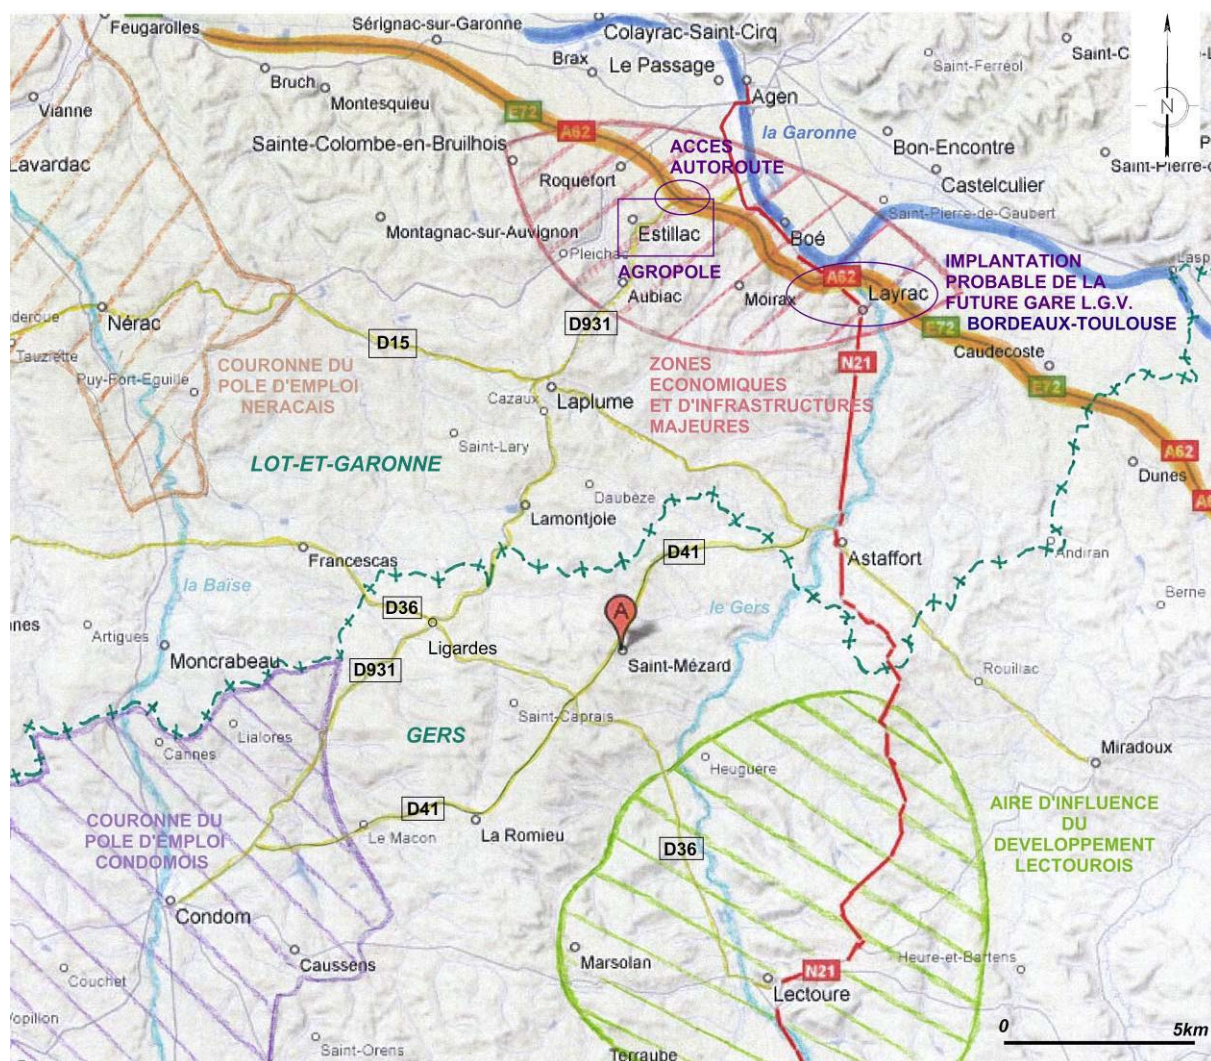 Feugarolles
Sérignac-sur-Garonne
Colayrac-Saint-Cirq
Brax
Le Passage
Saint-Ferréol
Bruch
Montesquieu
Vianne
Agen
E72
A62
la Garonne
N
Sainte-Colombe-en-Bruilhois
Bon-Encontre
Lavardac
ACCES
AUTOROUTE
Roquefort
Castelculier
Saint-Pierre-de-Gaubert
Montagnac-sur-Auvignon
Estillac
Boé
Pleichac
AGROPOLE
Aubiac
Moirax
A62
Layrac
IMPLANTATION
PROBABLE DE LA
FUTURE GARE L.G.V.
BORDEAUX-TOULOUSE
Nérac
D931
D15
E72
Caudecoste
Tauziette
N21
COURONNE DU
POLE D'EMPLOI
NERACAIS
ZONES
ECONOMIQUES
ET D'INFRASTRUCTURES
MAJEURES
Puy-Fort-Eguille
Cazaux
Laplume
E72
Saint-Lary
A62
LOT-ET-GARONNE
Daubèze
Dunes
Lamontjoie
Francescas
D41
Astaffort
Andiran
la Baïse
D36
le Gers
Berne
A
Artigues
Ligardes
Moncrabeau
D931
Saint-Mézard
Rouillac
Saint-Caprais
Lialores
GERS
Cannes
Heuguère
Miradoux
D41
COURONNE DU
POLE D'EMPLOI
CONDOMOIS
Le Macon
La Romieu
D36
AIRE D'INFLUENCE
DU
DEVELOPPEMENT
LECTOUROIS
Condom
Caussens
Marsolan
Heure-et-Bartens
Couchet
N21
Lectoure
Saint-Orens
Terraube
0
5km